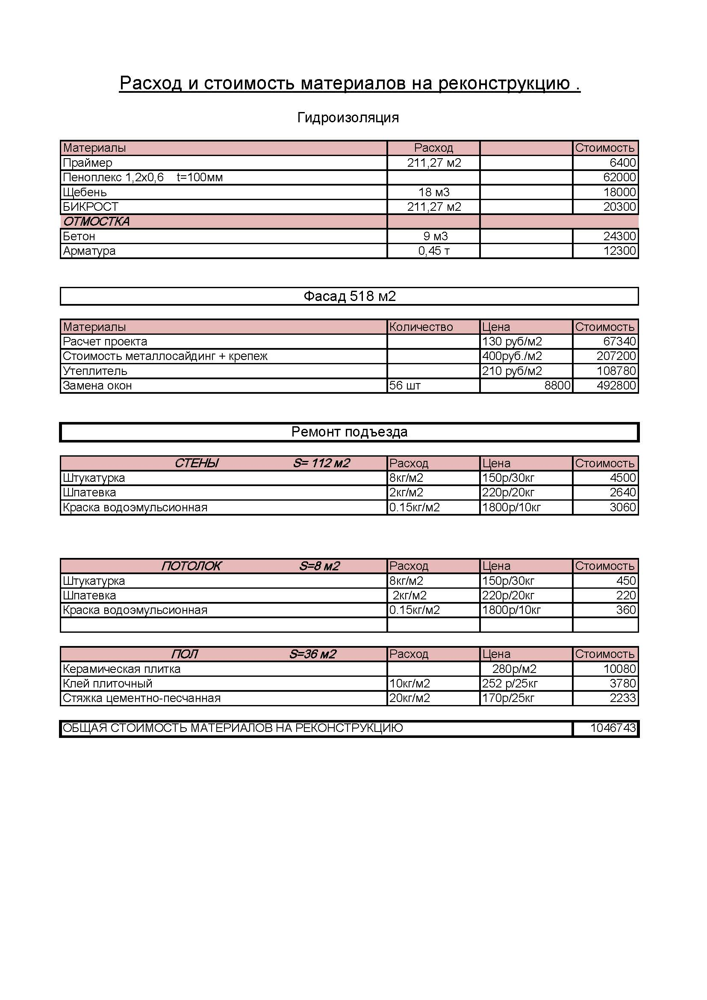 Расход и стоимость материалов на реконструкцию .
Гидроизоляция
Материалы Расход Стоимость
Праймер 211,27 м2 6400
Пеноплекс 1,2х0,6 t=100мм 62000
Щебень 18 м3 18000
БИКРОСТ 211,27 м2 20300
ОТМОСТКА
Бетон 9 м3 24300
Арматура 0,45 т 12300
Фасад 518 м2
Материалы Количество Цена Стоимость
Расчет проекта 130 руб/м2 67340
Стоимость металлосайдинг + крепеж 400руб./м2 207200
Утеплитель 210 руб/м2 108780
Замена окон 56 шт 8800 492800
Ремонт подъезда
СТЕНЫ S= 112 м2 Расход Цена Стоимость
Штукатурка 8кг/м2 150р/30кг 4500
Шпатевка 2кг/м2 220р/20кг 2640
Краска водоэмульсионная 0.15кг/м2 1800р/10кг 3060
ПОТОЛОК S=8 м2 Расход Цена Стоимость
Штукатурка 8кг/м2 150р/30кг 450
Шпатевка 2кг/м2 220р/20кг 220
Краска водоэмульсионная 0.15кг/м2 1800р/10кг 360
ПОЛ S=36 м2 Расход Цена Стоимость
Керамическая плитка 280р/м2 10080
Клей плиточный 10кг/м2 252 р/25кг 3780
Стяжка цементно-песчанная 20кг/м2 170р/25кг 2233
ОБЩАЯ СТОИМОСТЬ МАТЕРИАЛОВ НА РЕКОНСТРУКЦИЮ 1046743